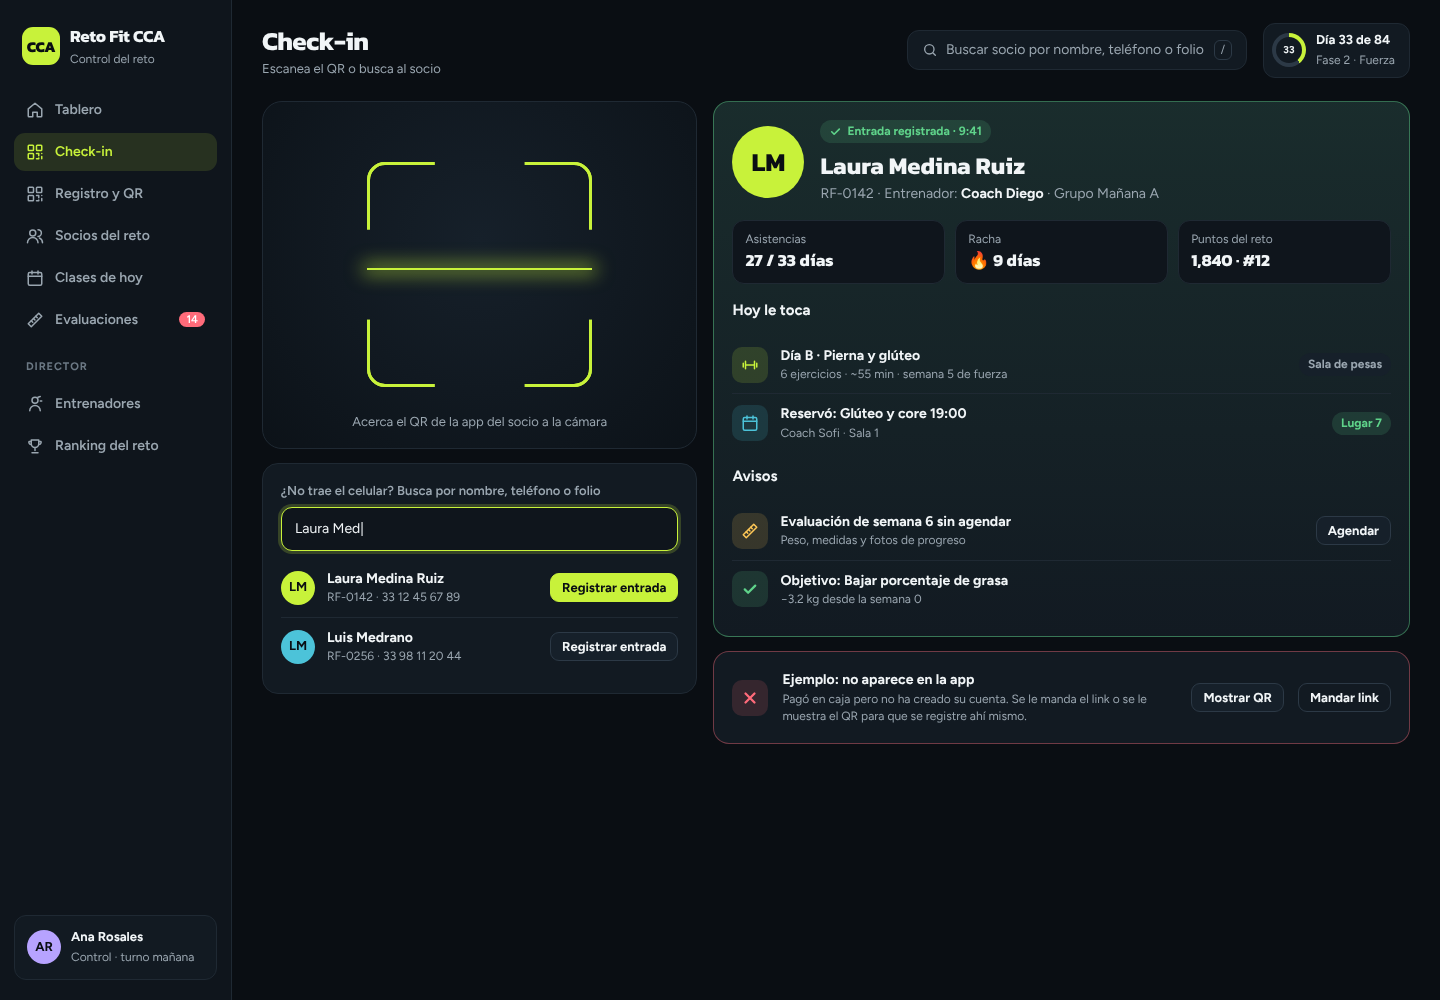 CCA
Reto Fit CCA
Control del reto
Tablero
Check-in
Registro y QR
Socios del reto
Clases de hoy
Evaluaciones
14
DIRECTOR
Entrenadores
Ranking del reto
AR
Ana Rosales
Control · turno mañana
Check-in
Escanea el QR o busca al socio
Buscar socio por nombre, teléfono o folio
/
33
Día 33 de 84
Fase 2 · Fuerza
Acerca el QR de la app del socio a la cámara
¿No trae el celular? Busca por nombre, teléfono o folio
Laura Med|
LM
Laura Medina Ruiz
RF-0142 · 33 12 45 67 89
Registrar entrada
LM
Luis Medrano
RF-0256 · 33 98 11 20 44
Registrar entrada
LM
Entrada registrada · 9:41
Laura Medina Ruiz
RF-0142 · Entrenador: Coach Diego · Grupo Mañana A
Asistencias
27 / 33 días
Racha
🔥 9 días
Puntos del reto
1,840 · #12
Hoy le toca
Día B · Pierna y glúteo
6 ejercicios · ~55 min · semana 5 de fuerza
Sala de pesas
Reservó: Glúteo y core 19:00
Coach Sofi · Sala 1
Lugar 7
Avisos
Evaluación de semana 6 sin agendar
Peso, medidas y fotos de progreso
Agendar
Objetivo: Bajar porcentaje de grasa
−3.2 kg desde la semana 0
Ejemplo: no aparece en la app
Pagó en caja pero no ha creado su cuenta. Se le manda el link o se le
muestra el QR para que se registre ahí mismo.
Mostrar QR
Mandar link